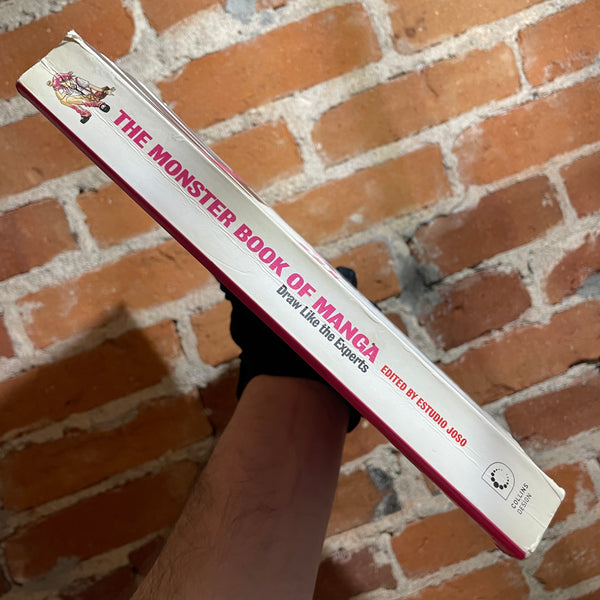 THE MONSTER BOOK OF MANGA
Draw Like the Experts
EDITED BY ESTUDIO JOSO
COLLINS
DESIGN